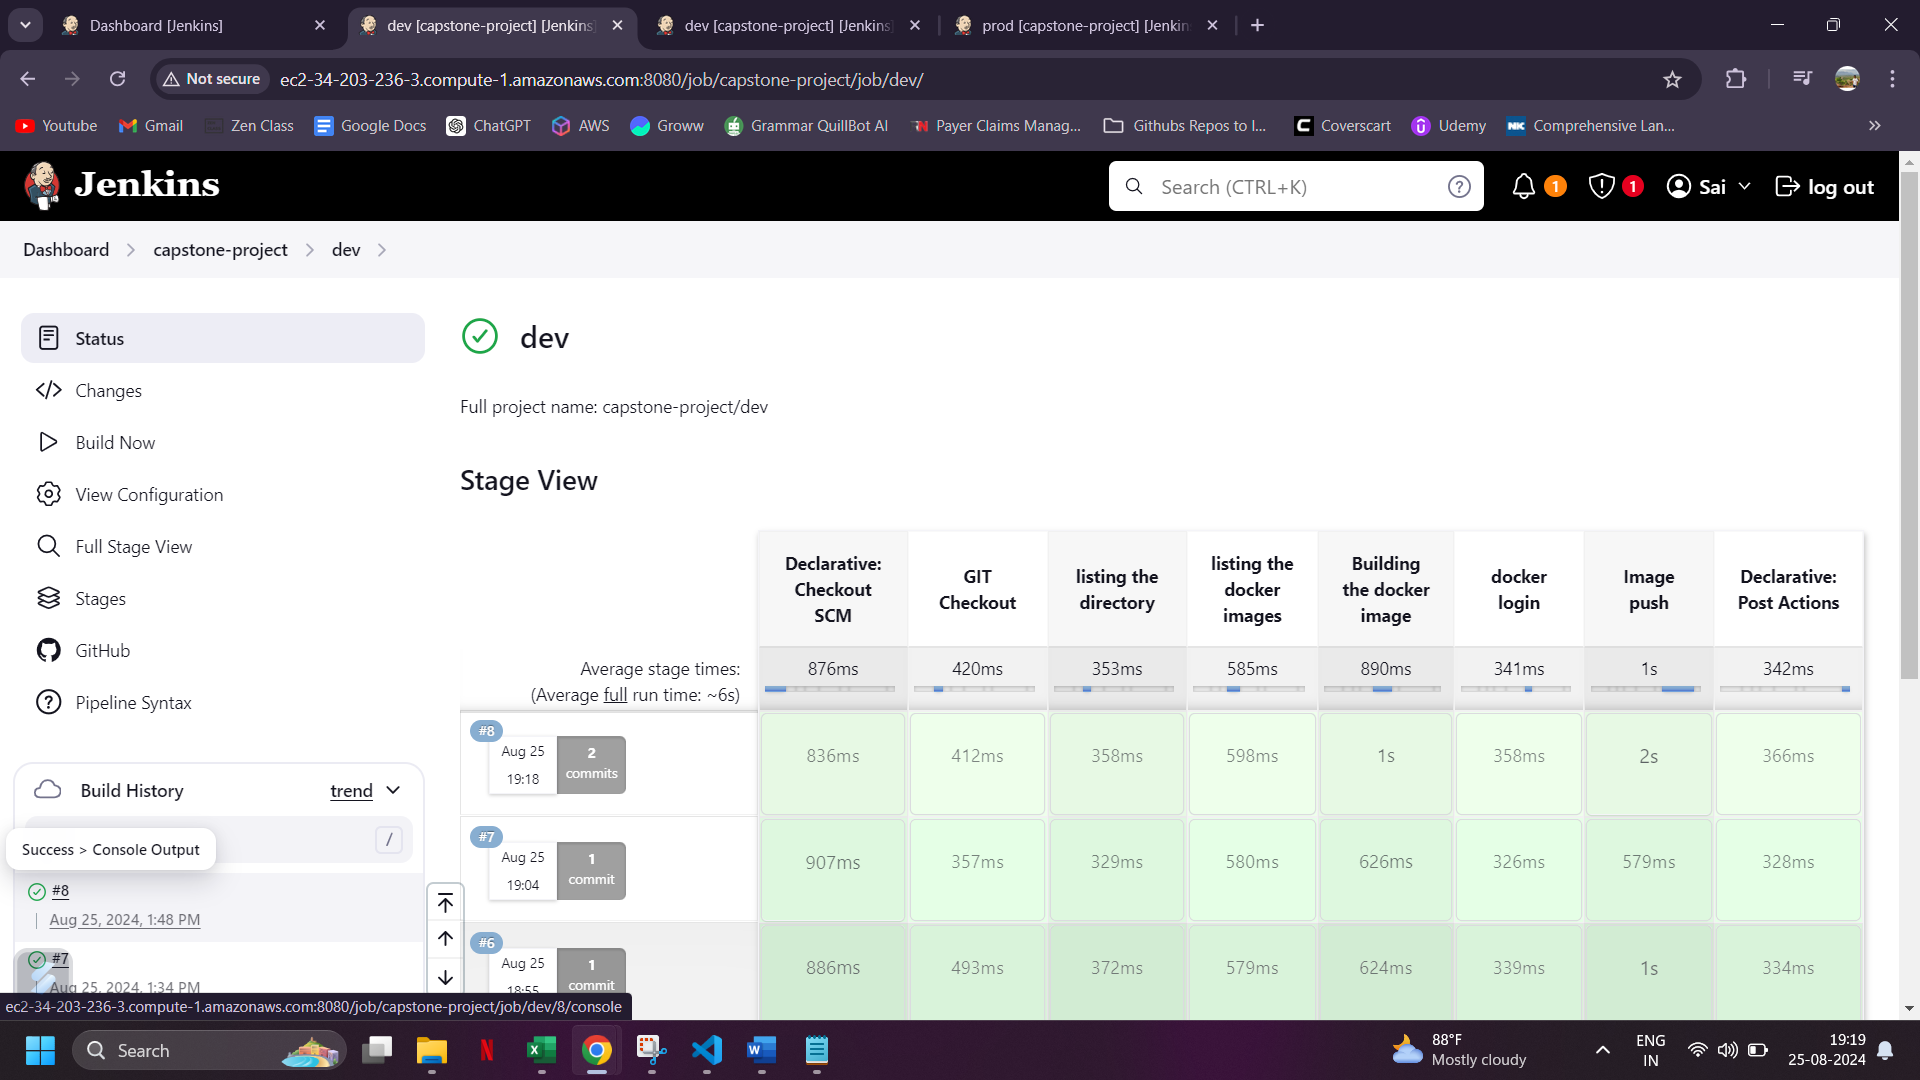 Dashboard [Jenkins]
dev [capstone-project] [Jenkins]
dev [capstone-project] [Jenkins
prod [capstone-project] [Jenkin
Not secure
ec2-34-203-236-3.compute-1.amazonaws.com:8080/job/capstone-project/job/dev/
Youtube
Gmail
Zen Class
Google Docs
ChatGPT
AWS
Groww
Grammar QuillBot AI
Payer Claims Manag...
Githubs Repos to I...
Coverscart
Udemy
NK
Comprehensive Lan...
Jenkins
Search (CTRL+K)
1
1
Sai
log out
Dashboard
capstone-project
dev
Status
Changes
Build Now
View Configuration
Full Stage View
Stages
GitHub
Pipeline Syntax
Build History
trend
/
Success > Console Output
#8
Aug 25, 2024, 1:48 PM
#7
Aug 25, 2024, 1:34 PM
ec2-34-203-236-3.compute-1.amazonaws.com:8080/job/capstone-project/job/dev/8/console
dev
Full project name: capstone-project/dev
Stage View
Declarative:
Checkout
SCM
GIT
Checkout
listing the
directory
listing the
docker
images
Building
the docker
image
docker
login
Image
push
Declarative:
Post Actions
Average stage times:
(Average full run time: ~6s)
876ms
420ms
353ms
585ms
890ms
341ms
1s
342ms
#8
Aug 25
19:18
2
commits
836ms
412ms
358ms
598ms
1s
358ms
2s
366ms
#7
Aug 25
19:04
1
commit
907ms
357ms
329ms
580ms
626ms
326ms
579ms
328ms
#6
Aug 25
18:55
1
commit
886ms
493ms
372ms
579ms
624ms
339ms
1s
334ms
Search
88°F
Mostly cloudy
ENG
IN
19:19
25-08-2024